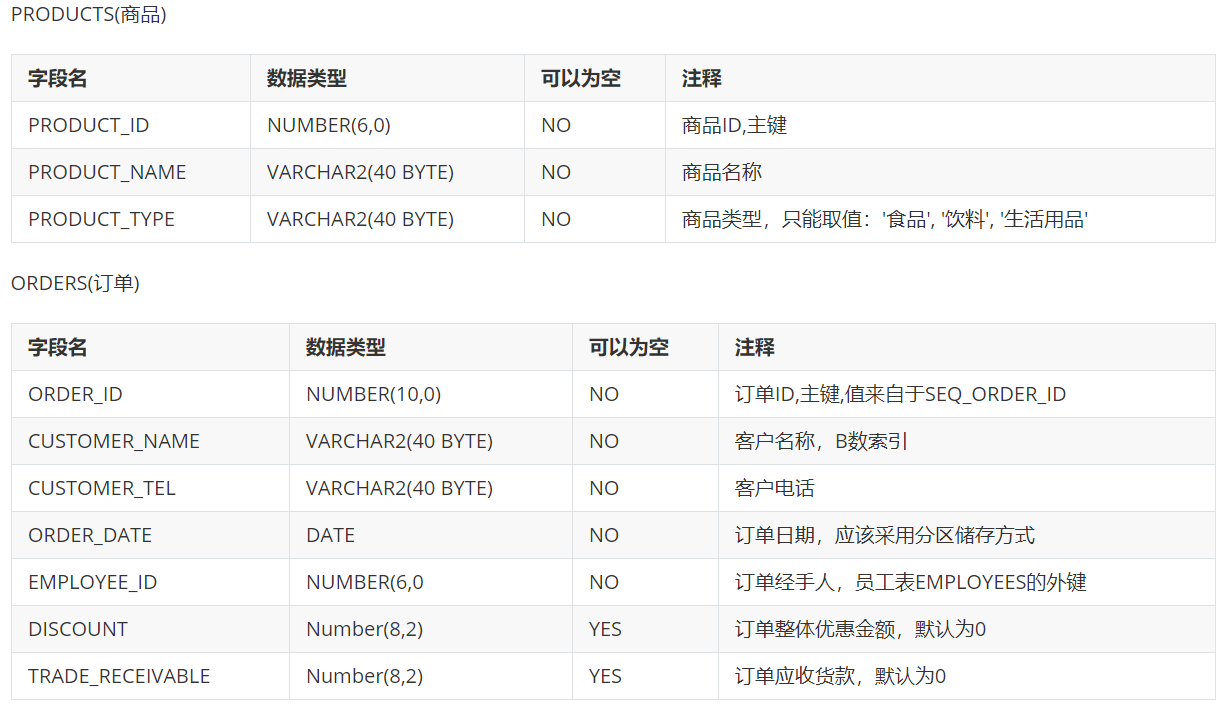 PRODUCTS(商品)
字段名 数据类型 可以为空 注释
PRODUCT_ID NUMBER(6,0) NO 商品ID,主键
PRODUCT_NAME VARCHAR2(40 BYTE) NO 商品名称
PRODUCT_TYPE VARCHAR2(40 BYTE) NO 商品类型，只能取值：'食品', '饮料', '生活用品'
ORDERS(订单)
字段名 数据类型 可以为空 注释
ORDER_ID NUMBER(10,0) NO 订单ID,主键,值来自于SEQ_ORDER_ID
CUSTOMER_NAME VARCHAR2(40 BYTE) NO 客户名称，B数索引
CUSTOMER_TEL VARCHAR2(40 BYTE) NO 客户电话
ORDER_DATE DATE NO 订单日期，应该采用分区储存方式
EMPLOYEE_ID NUMBER(6,0 NO 订单经手人，员工表EMPLOYEES的外键
DISCOUNT Number(8,2) YES 订单整体优惠金额，默认为0
TRADE_RECEIVABLE Number(8,2) YES 订单应收货款，默认为0